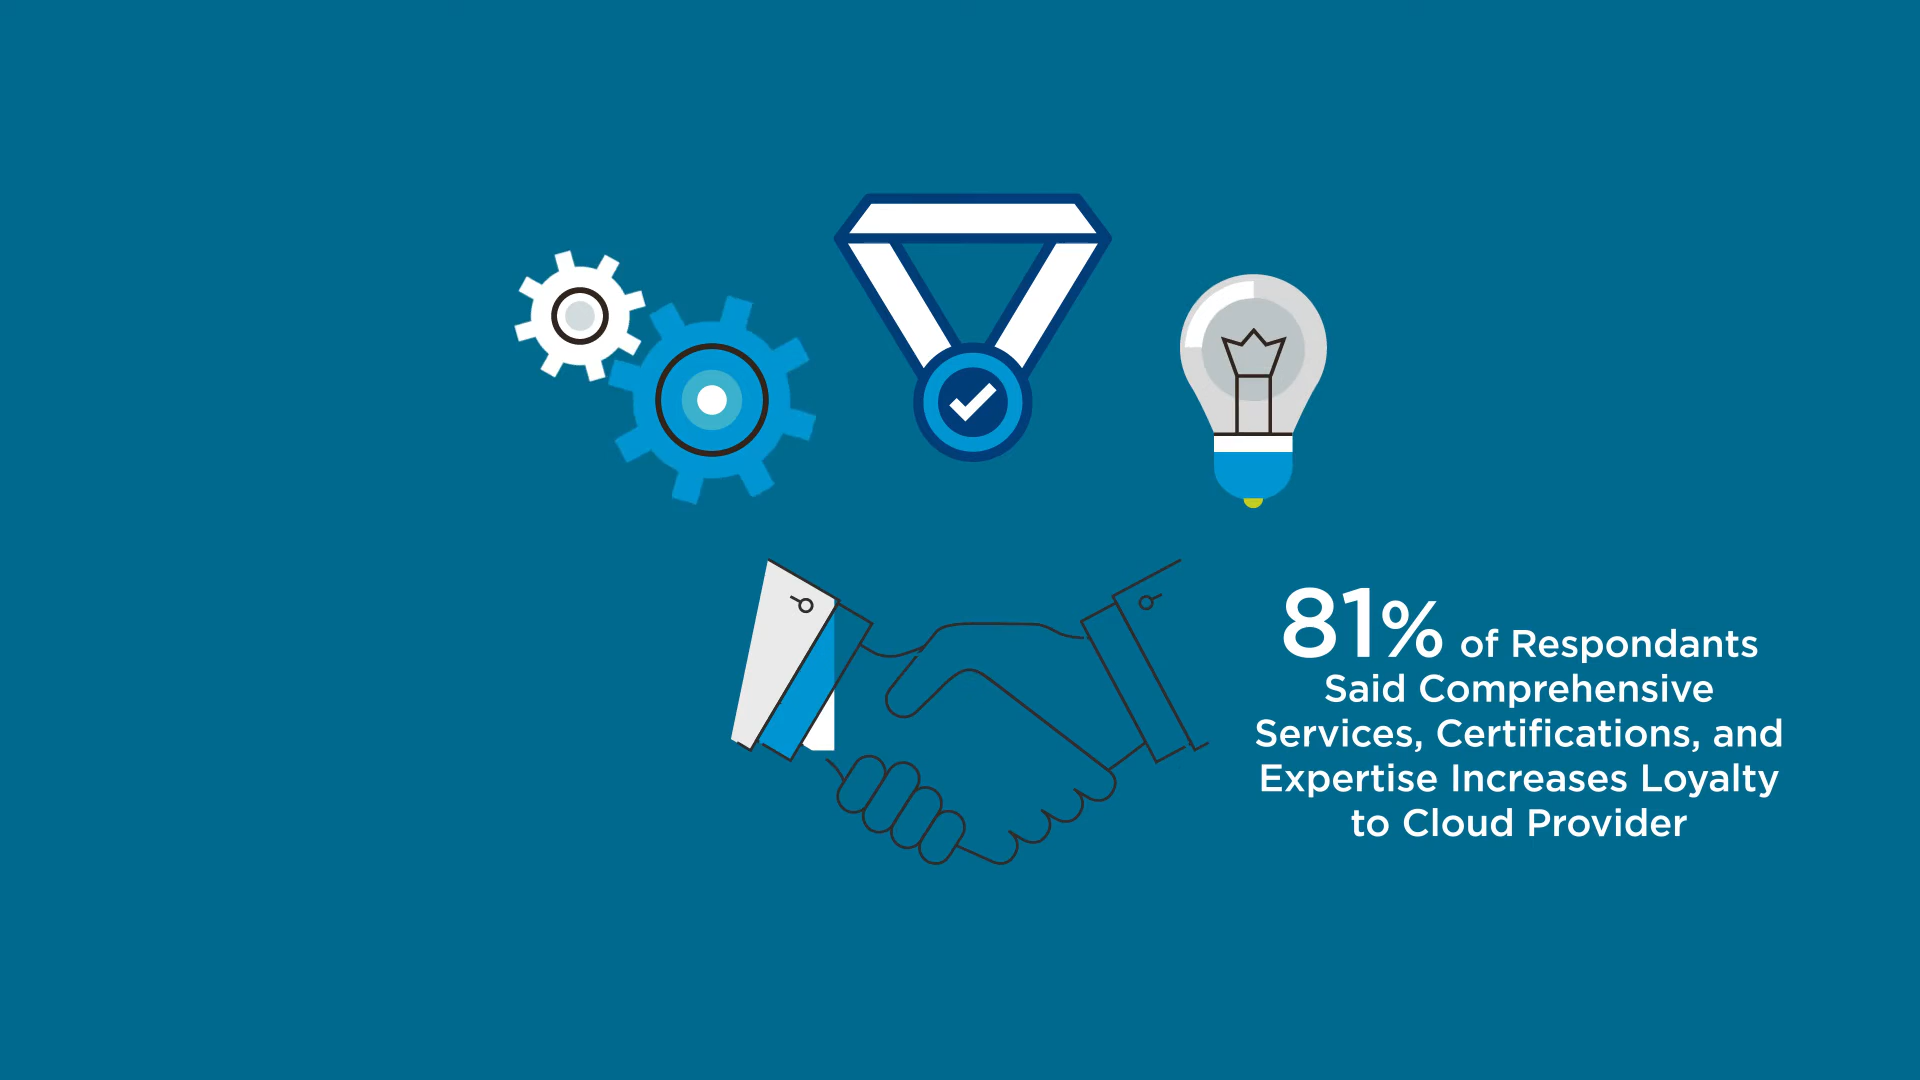 81% of Respondants
Said Comprehensive
Services, Certifications, and
Expertise Increases Loyalty
to Cloud Provider